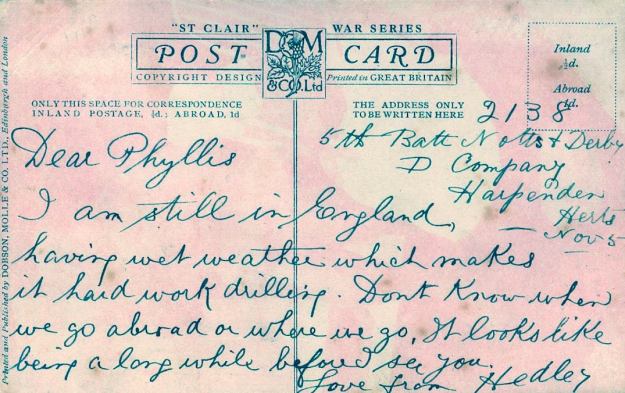 "ST CLAIR" WAR SERIES
POST CARD
D M & CO. Ltd
COPYRIGHT DESIGN Printed in GREAT BRITAIN
Inland
½d.
Abroad
1d.
ONLY THIS SPACE FOR CORRESPONDENCE
INLAND POSTAGE, ½d.; ABROAD, 1d
THE ADDRESS ONLY
TO BE WRITTEN HERE
Printed and Published by DOBSON, MOLLE & CO. LTD., Edinburgh and London
2138
5th Batt Notts & Derby
D Company
Harpenden
Herts
Nov 5
Dear Phyllis
I am still in England,
having wet weather which makes
it hard work drilling. Dont Know when
we go abroad or where we go, It looks like
being a long while before I see you.
Love from Hedley